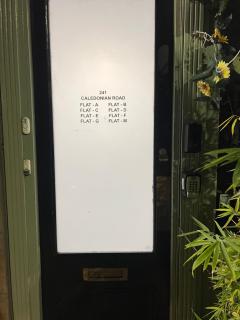 241
CALEDONIAN ROAD
FLAT - A FLAT - B
FLAT - C FLAT - D
FLAT - E FLAT - F
FLAT - G FLAT - H